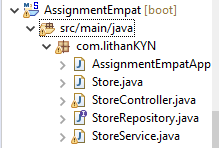 AssignmentEmpat [boot]
src/main/java
com.lithanKYN
AssignmentEmpatApp
Store.java
StoreController.java
StoreRepository.java
StoreService.java